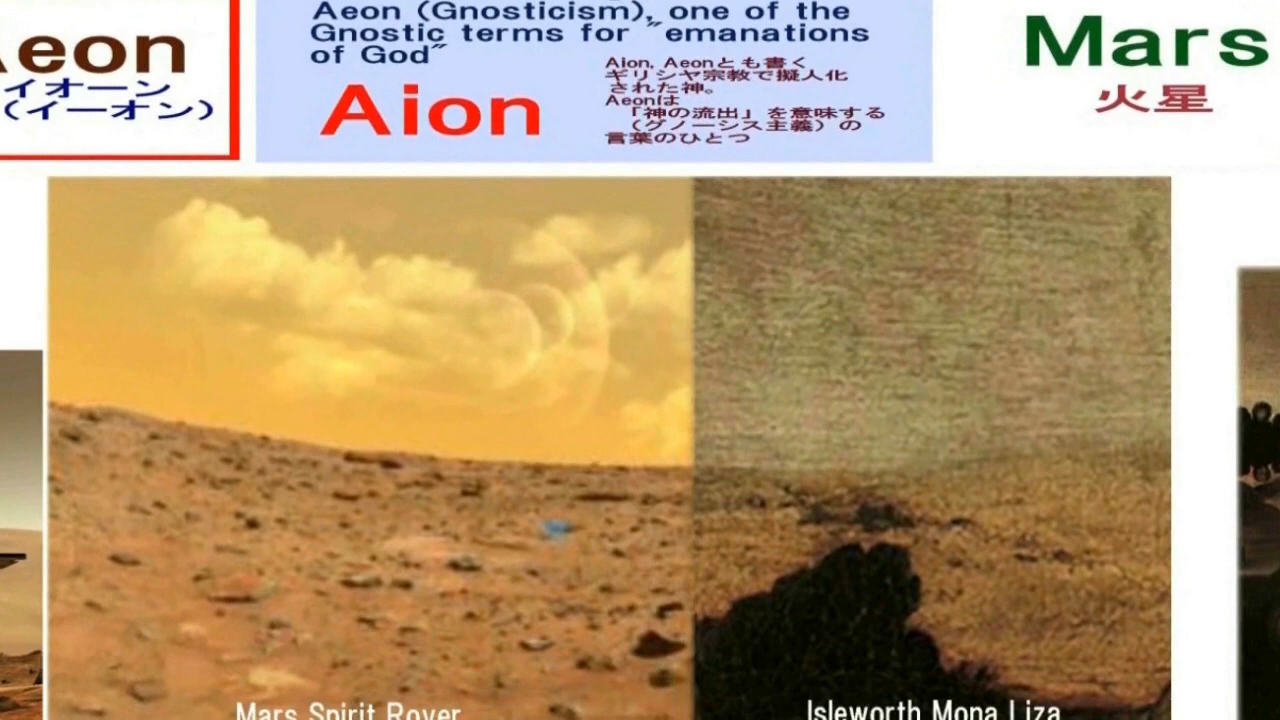 Aeon
イオーン
（イーオン）
Aeon (Gnosticism), one of the
Gnostic terms for "emanations
of God"
Aion
Aion, Aeonとも書く
ギリシヤ宗教で擬人化
された神。
Aeonは
「神の流出」を意味する
（グノーシス主義）の
言葉のひとつ
Mars
火星
Mars Spirit Rover
Isleworth Mona Liza